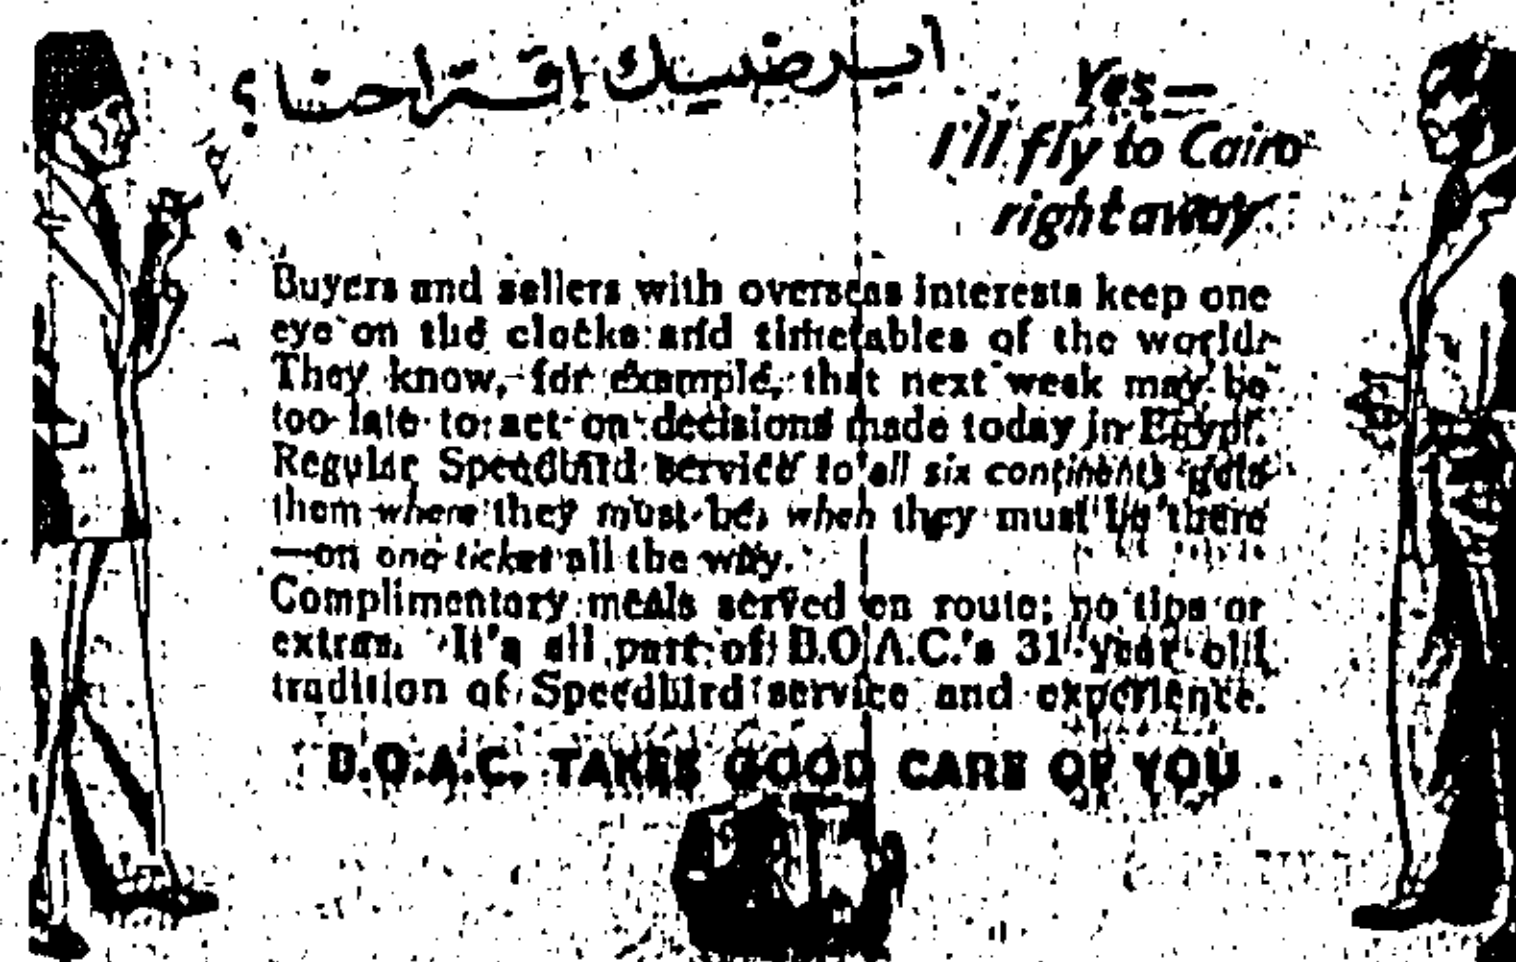 أيرضيك إقتراحنا؟
Yes—
I'll fly to Cairo
right away.
Buyers and sellers with overseas interests keep one
eye on the clocks and timetables of the world.
They know, for example, that next week may be
too late to act on decisions made today in Egypt.
Regular Speedbird service to all six continents gets
them where they must be, when they must be there
—on one ticket all the way.
Complimentary meals served en route; no tips or
extras. It's all part of B.O.A.C.'s 31-year old
tradition of Speedbird service and experience.
B.O.A.C. TAKES GOOD CARE OF YOU